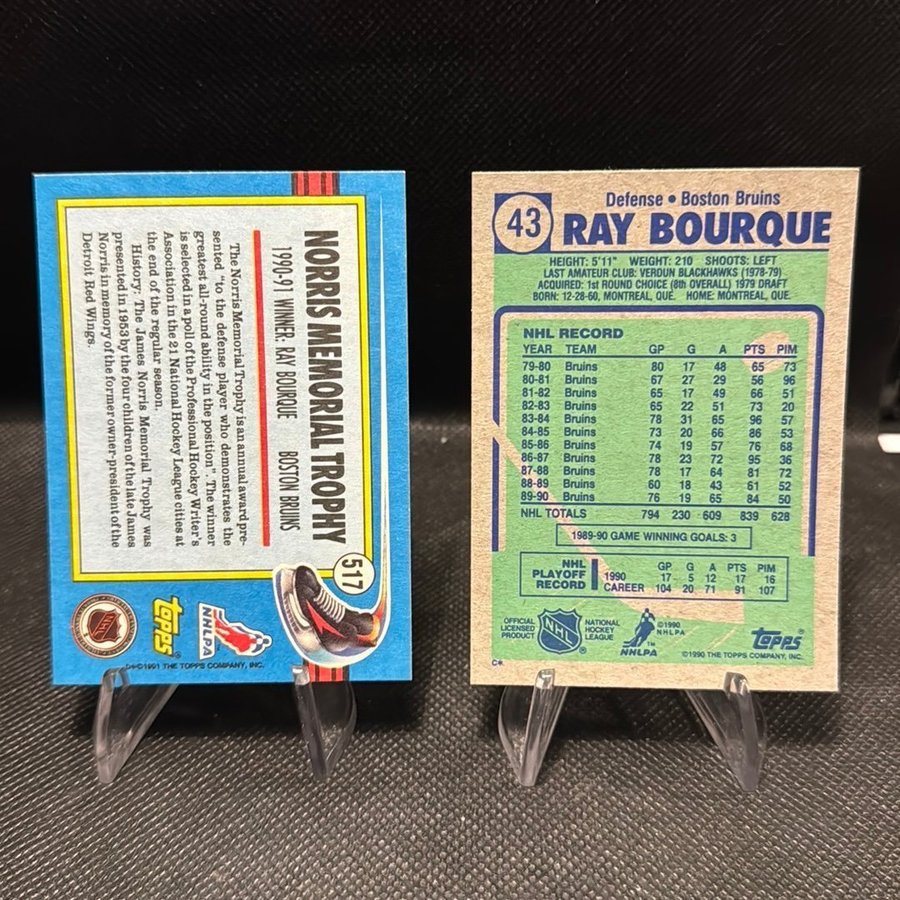 NORRIS MEMORIAL TROPHY
1990-91 WINNER: RAY BOURQUE BOSTON BRUINS
The Norris Memorial Trophy is an annual award pre-
sented "to the defense player who demonstrates the
greatest all-round ability in the position". The winner
is selected in a poll of the Professional Hockey Writer's
Association in the 21 National Hockey League cities at
the end of the regular season.
History: The James Norris Memorial Trophy was
presented in 1953 by the four children of the late James
Norris in memory of the former owner-president of the
Detroit Red Wings.
517
NHLPA
topps®
NHL
D*©1991 THE TOPPS COMPANY, INC.
43
Defense • Boston Bruins
RAY BOURQUE
HEIGHT: 5'11" WEIGHT: 210 SHOOTS: LEFT
LAST AMATEUR CLUB: VERDUN BLACKHAWKS (1978-79)
ACQUIRED: 1st ROUND CHOICE (8th OVERALL) 1979 DRAFT
BORN: 12-28-60, MONTREAL, QUE. HOME: MONTREAL, QUE.
NHL RECORD
YEAR TEAM GP G A PTS PIM
79-80 Bruins 80 17 48 65 73
80-81 Bruins 67 27 29 56 96
81-82 Bruins 65 17 49 66 51
82-83 Bruins 65 22 51 73 20
83-84 Bruins 78 31 65 96 57
84-85 Bruins 73 20 66 86 53
85-86 Bruins 74 19 57 76 68
86-87 Bruins 78 23 72 95 36
87-88 Bruins 78 17 64 81 72
88-89 Bruins 60 18 43 61 52
89-90 Bruins 76 19 65 84 50
NHL TOTALS 794 230 609 839 628
1989-90 GAME WINNING GOALS: 3
NHL PLAYOFF RECORD
GP G A PTS PIM
1990 17 5 12 17 16
CAREER 104 20 71 91 107
OFFICIAL LICENSED PRODUCT
NHL
NATIONAL HOCKEY LEAGUE
©1990 NHLPA
NHLPA
TM
topps®
C*
©1990 THE TOPPS COMPANY, INC.